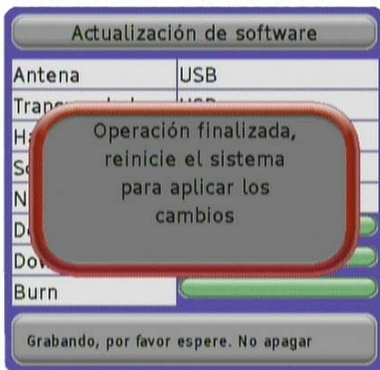 Actualización de software
Antena USB
Operación finalizada,
reinicie el sistema
para aplicar los
cambios
Burn
Grabando, por favor espere. No apagar